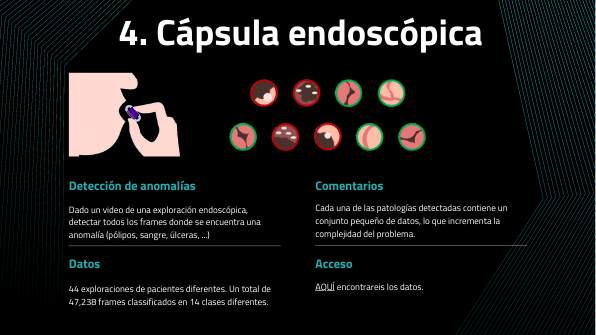 4. Cápsula endoscópica
Detección de anomalías
Dado un video de una exploración endoscópica,
detectar todos los frames donde se encuentra una
anomalía (pólipos, sangre, úlceras, ...)
Comentarios
Cada una de las patologías detectadas contiene un
conjunto pequeño de datos, lo que incrementa la
complejidad del problema.
Datos
44 exploraciones de pacientes diferentes. Un total de
47,238 frames classificados en 14 clases diferentes.
Acceso
AQUÍ encontrareis los datos.